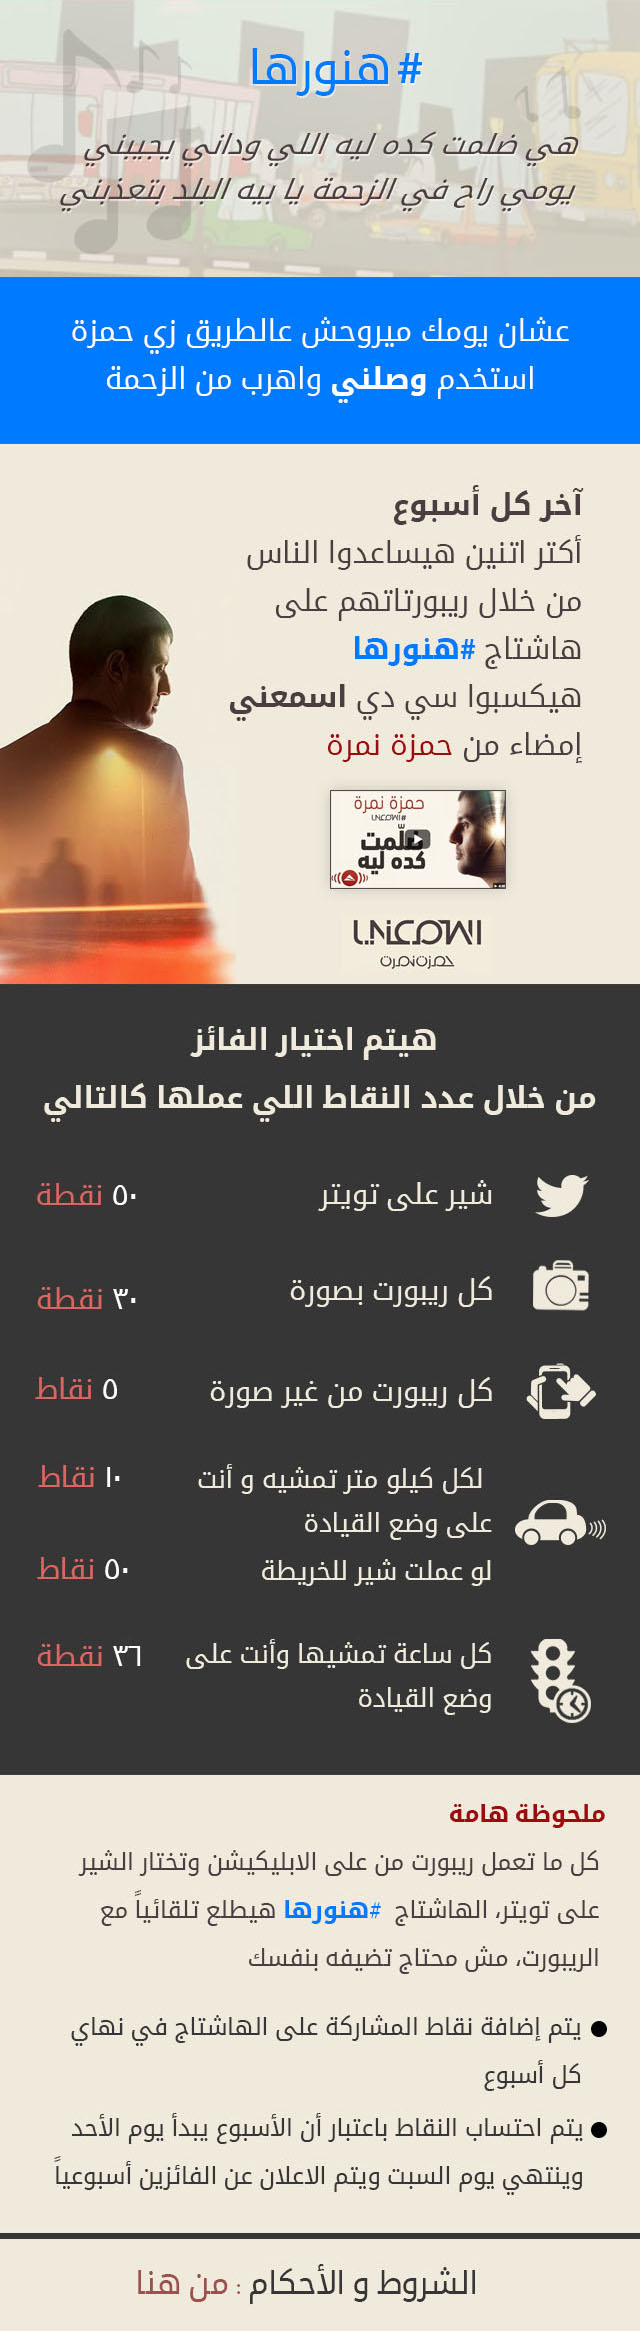 #هنورها
هي ضلمت كده ليه اللي وداني يجيبني
يومي راح في الزحمة يا بيه البلد بتعذبني
عشان يومك ميروحش عالطريق زي حمزة
استخدم وصلني واهرب من الزحمة
آخر كل أسبوع
أكتر اتنين هيساعدوا الناس
من خلال ريبورتاتهم على
هاشتاج #هنورها
هيكسبوا سي دي اسمعني
إمضاء من حمزة نمرة
حمزة نمرة
ضلّمت
كده ليه
اسمعني
حمزة نمرة
هيتم اختيار الفائز
من خلال عدد النقاط اللي عملها كالتالي
شير على تويتر ٥٠ نقطة
كل ريبورت بصورة ٣٠ نقطة
كل ريبورت من غير صورة ٥ نقاط
لكل كيلو متر تمشيه و أنت ١٠ نقاط
على وضع القيادة
لو عملت شير للخريطة ٥٠ نقاط
كل ساعة تمشيها وأنت على ٣٦ نقطة
وضع القيادة
ملحوظة هامة
كل ما تعمل ريبورت من على الابليكيشن وتختار الشير
على تويتر، الهاشتاج #هنورها هيطلع تلقائياً مع
الريبورت، مش محتاج تضيفه بنفسك
● يتم إضافة نقاط المشاركة على الهاشتاج في نهاي
كل أسبوع
● يتم احتساب النقاط باعتبار أن الأسبوع يبدأ يوم الأحد
وينتهي يوم السبت ويتم الاعلان عن الفائزين أسبوعياً
الشروط و الأحكام : من هنا